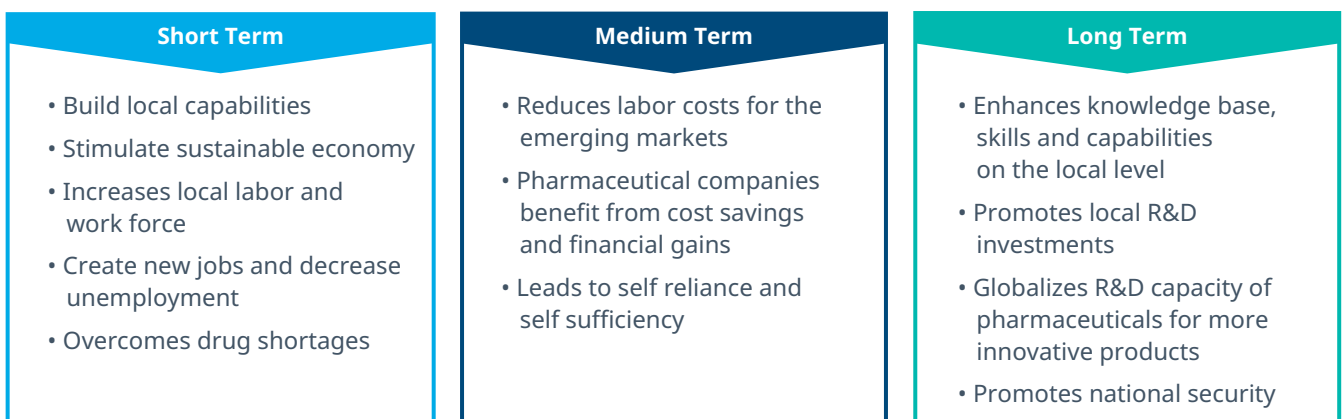 Short Term
• Build local capabilities
• Stimulate sustainable economy
• Increases local labor and
work force
• Create new jobs and decrease
unemployment
• Overcomes drug shortages
Medium Term
• Reduces labor costs for the
emerging markets
• Pharmaceutical companies
benefit from cost savings
and financial gains
• Leads to self reliance and
self sufficiency
Long Term
• Enhances knowledge base,
skills and capabilities
on the local level
• Promotes local R&D
investments
• Globalizes R&D capacity of
pharmaceuticals for more
innovative products
• Promotes national security